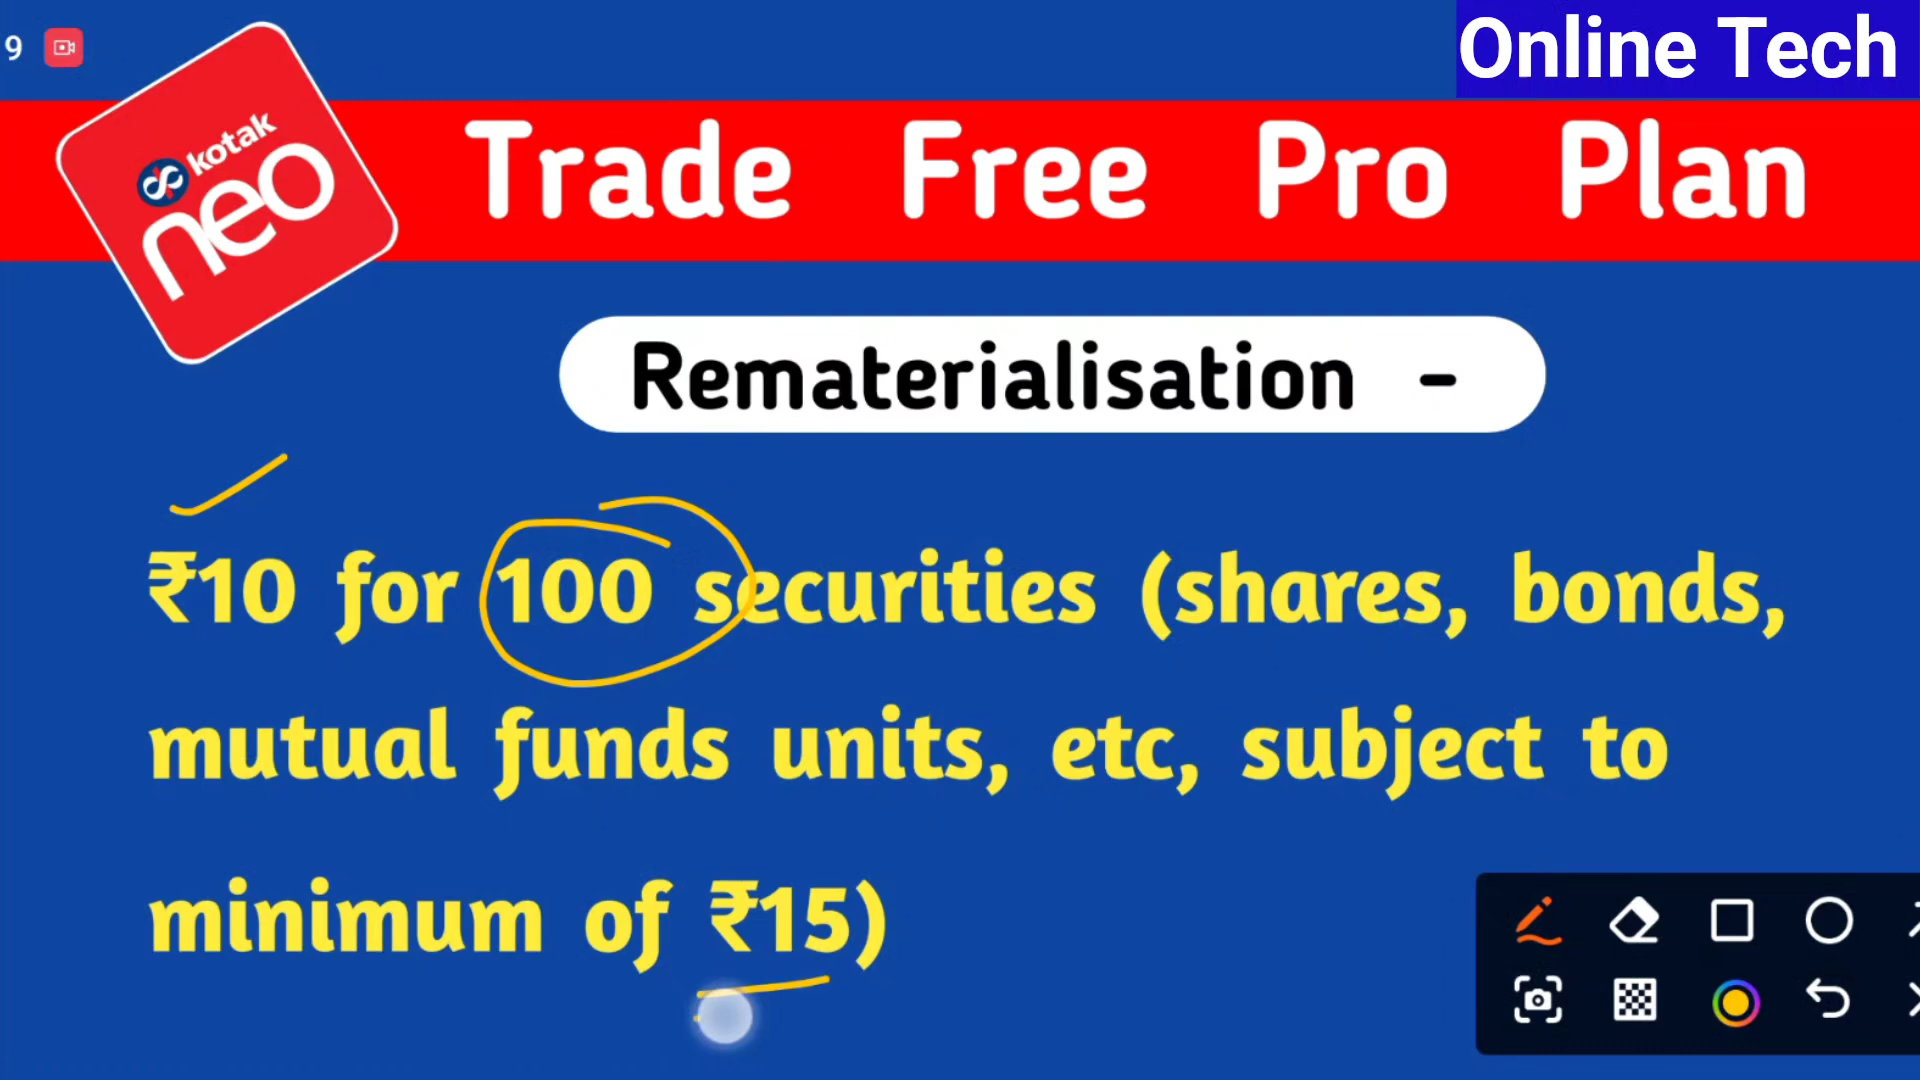 Online Tech
9
kotak
neo
Trade Free Pro Plan
Rematerialisation -
₹10 for 100 securities (shares, bonds,
mutual funds units, etc, subject to
minimum of ₹15)